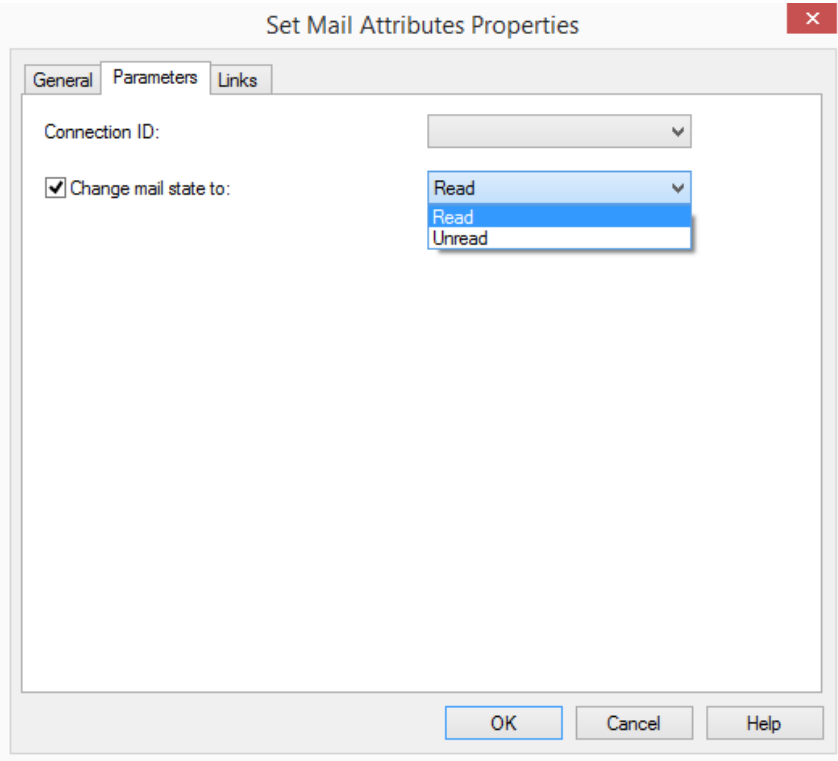 Set Mail Attributes Properties
General Parameters Links
Connection ID:
Change mail state to: Read
Read
Unread
OK Cancel Help